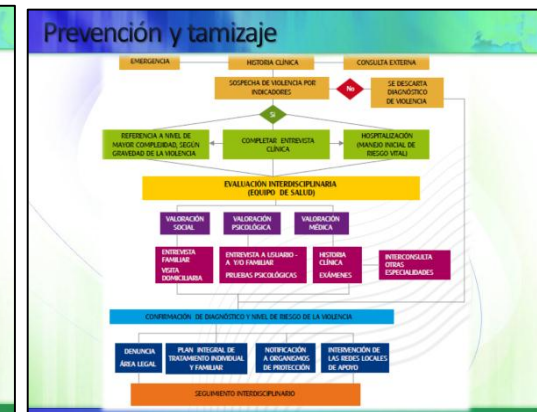 Prevención y tamizaje
EMERGENCIA
HISTORIA CLÍNICA
CONSULTA EXTERNA
SOSPECHA DE VIOLENCIA POR
INDICADORES
No
SE DESCARTA
DIAGNÓSTICO
DE VIOLENCIA
Si
REFERENCIA A NIVEL DE
MAYOR COMPLEJIDAD, SEGÚN
GRAVEDAD DE LA VIOLENCIA
COMPLETAR ENTREVISTA
CLÍNICA
HOSPITALIZACIÓN
(MANEJO INICIAL DE
RIESGO VITAL)
EVALUACIÓN INTERDISCIPLINARIA
(EQUIPO DE SALUD)
VALORACIÓN
SOCIAL
VALORACIÓN
PSICOLÓGICA
VALORACIÓN
MÉDICA
ENTREVISTA
FAMILIAR
VISITA
DOMICILIARIA
ENTREVISTA A USUARIO -
A Y/O FAMILIAR
PRUEBAS PSICOLÓGICAS
HISTORIA
CLÍNICA
EXÁMENES
INTERCONSULTA
OTRAS
ESPECIALIDADES
CONFIRMACIÓN DE DIAGNÓSTICO Y NIVEL DE RIESGO DE LA VIOLENCIA
DENUNCIA
ÁREA LEGAL
PLAN INTEGRAL DE
TRATAMIENTO INDIVIDUAL
Y FAMILIAR
NOTIFICACIÓN
A ORGANISMOS
DE PROTECCIÓN
INTERVENCIÓN DE
LAS REDES LOCALES
DE APOYO
SEGUIMIENTO INTERDISCIPLINARIO